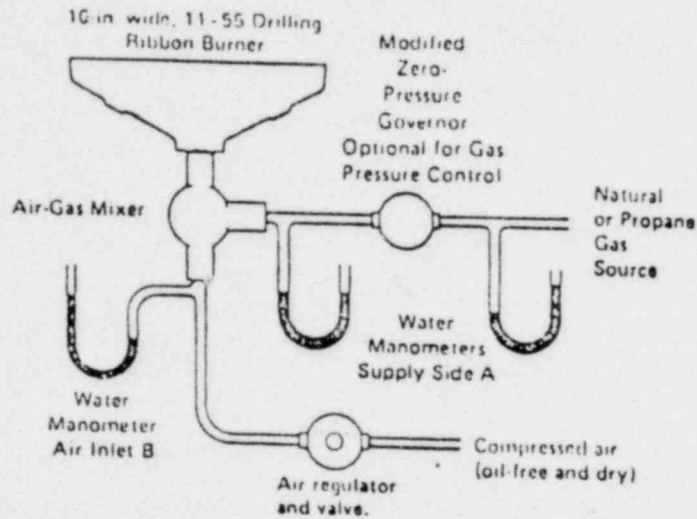 10-in. wide, 11-55 Drilling
Ribbon Burner
Modified
Zero-
Pressure
Governor
Optional for Gas
Pressure Control
Air-Gas Mixer
Natural
or Propane
Gas
Source
Water
Manometers
Supply Side A
Water
Manometer
Air Inlet B
Compressed air
(oil-free and dry)
Air regulator
and valve.